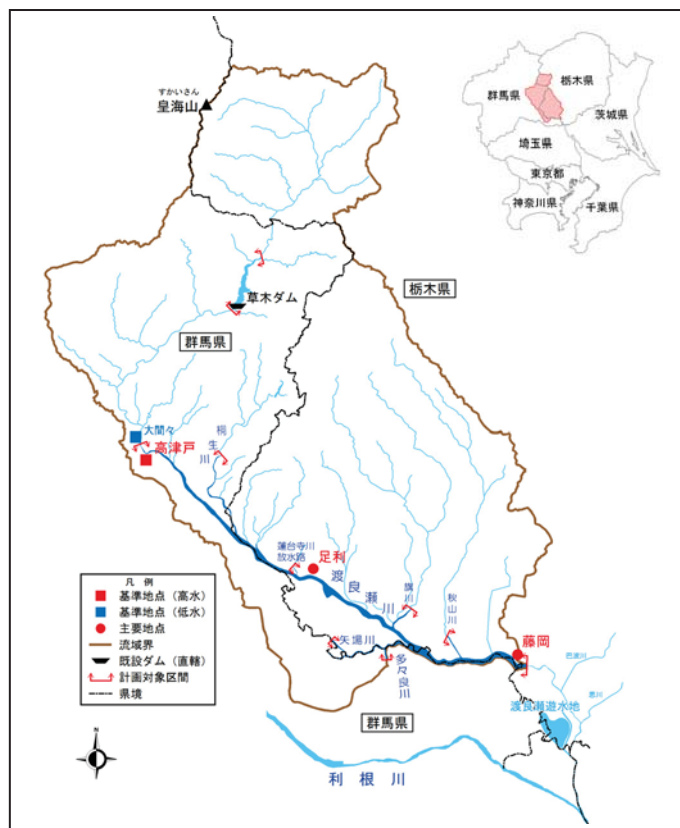 すかいさん
皇海山
栃木県
群馬県
茨城県
埼玉県
東京都
神奈川県
千葉県
草木ダム
栃木県
群馬県
大間々
高津戸
桐生川
蓮台寺川
放水路
足利
渡良瀬川
旗川
秋山川
矢場川
多々良川
藤岡
巴波川
思川
渡良瀬遊水地
群馬県
利根川
凡例
基準地点（高水）
基準地点（低水）
主要地点
流域界
既設ダム（直轄）
計画対象区間
県境
N